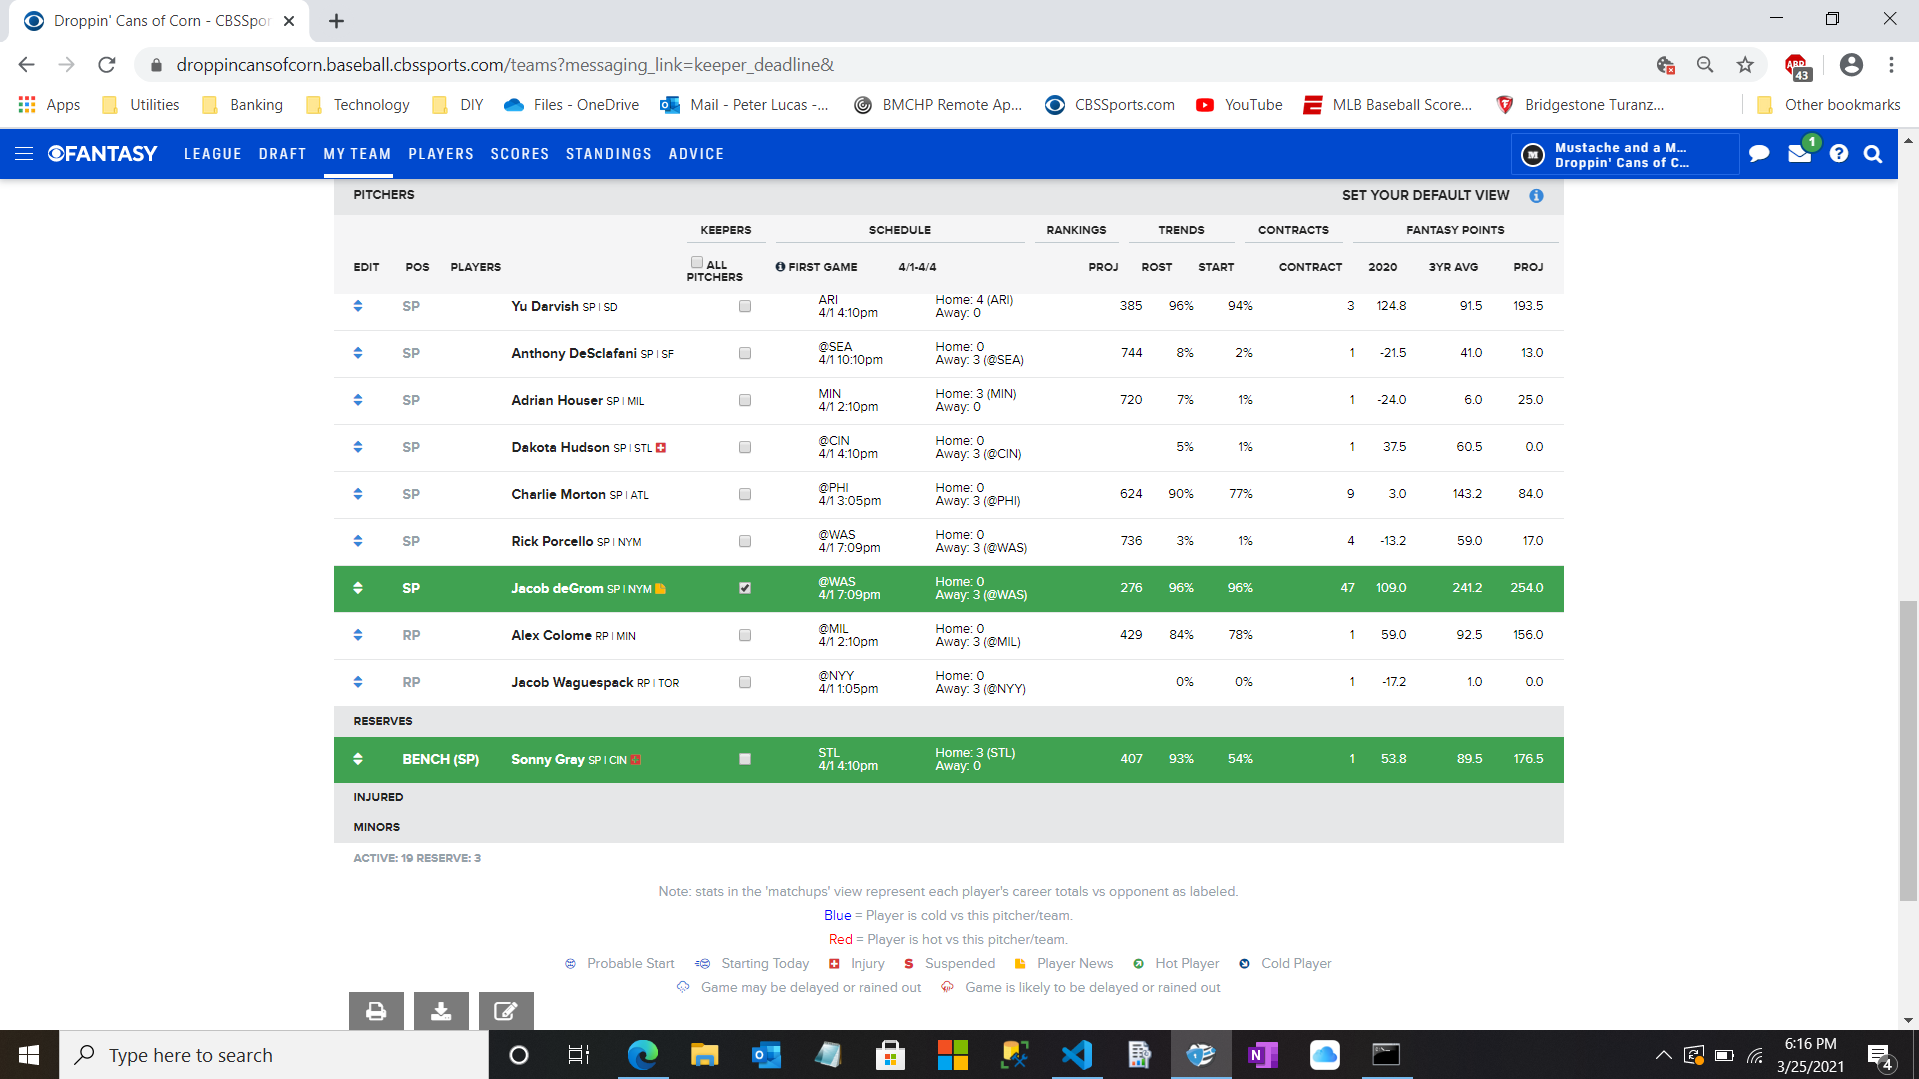 Droppin' Cans of Corn - CBSSpor
droppincansofcorn.baseball.cbssports.com/teams?messaging_link=keeper_deadline&
ABP
43
Apps Utilities Banking Technology DIY Files - OneDrive Mail - Peter Lucas -... BMCHP Remote Ap... CBSSports.com YouTube MLB Baseball Score... Bridgestone Turanz... Other bookmarks
FANTASY LEAGUE DRAFT MY TEAM PLAYERS SCORES STANDINGS ADVICE
M Mustache and a M...
Droppin' Cans of C...
1
PITCHERS SET YOUR DEFAULT VIEW
KEEPERS SCHEDULE RANKINGS TRENDS CONTRACTS FANTASY POINTS
EDIT POS PLAYERS ALL PITCHERS FIRST GAME 4/1-4/4 PROJ ROST START CONTRACT 2020 3YR AVG PROJ
SP Yu Darvish SP | SD ARI 4/1 4:10pm Home: 4 (ARI) Away: 0 385 96% 94% 3 124.8 91.5 193.5
SP Anthony DeSclafani SP | SF @SEA 4/1 10:10pm Home: 0 Away: 3 (@SEA) 744 8% 2% 1 -21.5 41.0 13.0
SP Adrian Houser SP | MIL MIN 4/1 2:10pm Home: 3 (MIN) Away: 0 720 7% 1% 1 -24.0 6.0 25.0
SP Dakota Hudson SP | STL @CIN 4/1 4:10pm Home: 0 Away: 3 (@CIN) 5% 1% 1 37.5 60.5 0.0
SP Charlie Morton SP | ATL @PHI 4/1 3:05pm Home: 0 Away: 3 (@PHI) 624 90% 77% 9 3.0 143.2 84.0
SP Rick Porcello SP | NYM @WAS 4/1 7:09pm Home: 0 Away: 3 (@WAS) 736 3% 1% 4 -13.2 59.0 17.0
SP Jacob deGrom SP | NYM @WAS 4/1 7:09pm Home: 0 Away: 3 (@WAS) 276 96% 96% 47 109.0 241.2 254.0
RP Alex Colome RP | MIN @MIL 4/1 2:10pm Home: 0 Away: 3 (@MIL) 429 84% 78% 1 59.0 92.5 156.0
RP Jacob Waguespack RP | TOR @NYY 4/1 1:05pm Home: 0 Away: 3 (@NYY) 0% 0% 1 -17.2 1.0 0.0
RESERVES
BENCH (SP) Sonny Gray SP | CIN STL 4/1 4:10pm Home: 3 (STL) Away: 0 407 93% 54% 1 53.8 89.5 176.5
INJURED
MINORS
ACTIVE: 19 RESERVE: 3
Note: stats in the 'matchups' view represent each player's career totals vs opponent as labeled.
Blue = Player is cold vs this pitcher/team.
Red = Player is hot vs this pitcher/team.
Probable Start Starting Today Injury S Suspended Player News Hot Player Cold Player
Game may be delayed or rained out Game is likely to be delayed or rained out
Type here to search
N
6:16 PM
3/25/2021
4